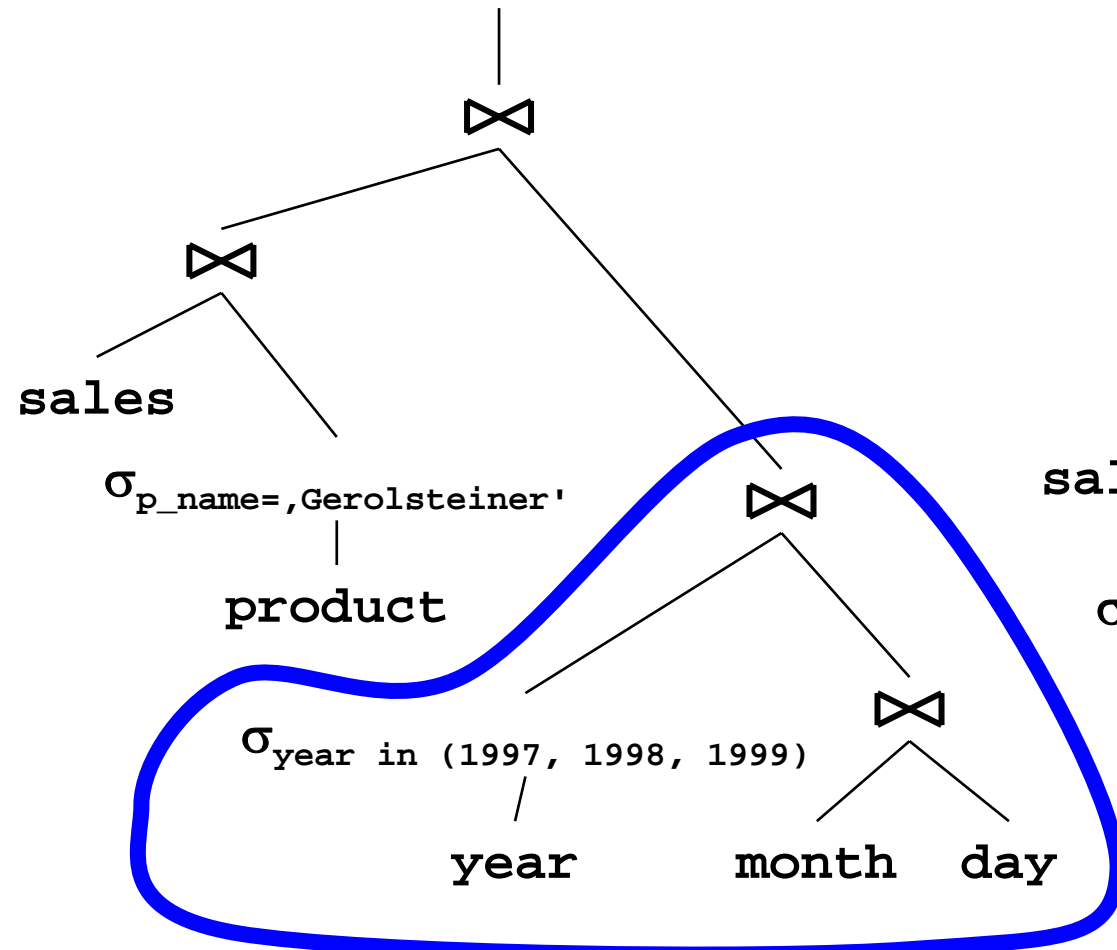 ⋈
⋈
sales
σp_name=‚Gerolsteiner'
⋈
product
⋈
σyear in (1997, 1998, 1999)
year month day